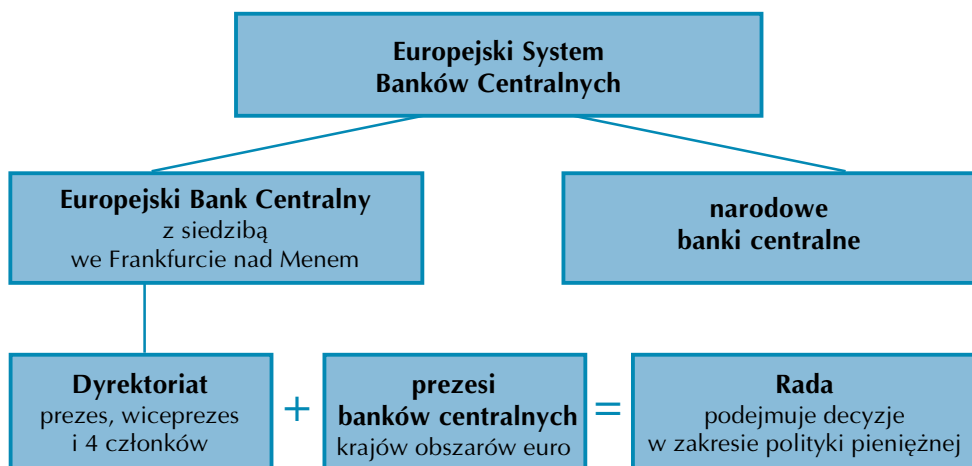 Europejski System
Banków Centralnych
Europejski Bank Centralny
z siedzibą
we Frankfurcie nad Menem
narodowe
banki centralne
Dyrektoriat
prezes, wiceprezes
i 4 członków
+
prezesi
banków centralnych
krajów obszarów euro
=
Rada
podejmuje decyzje
w zakresie polityki pieniężnej